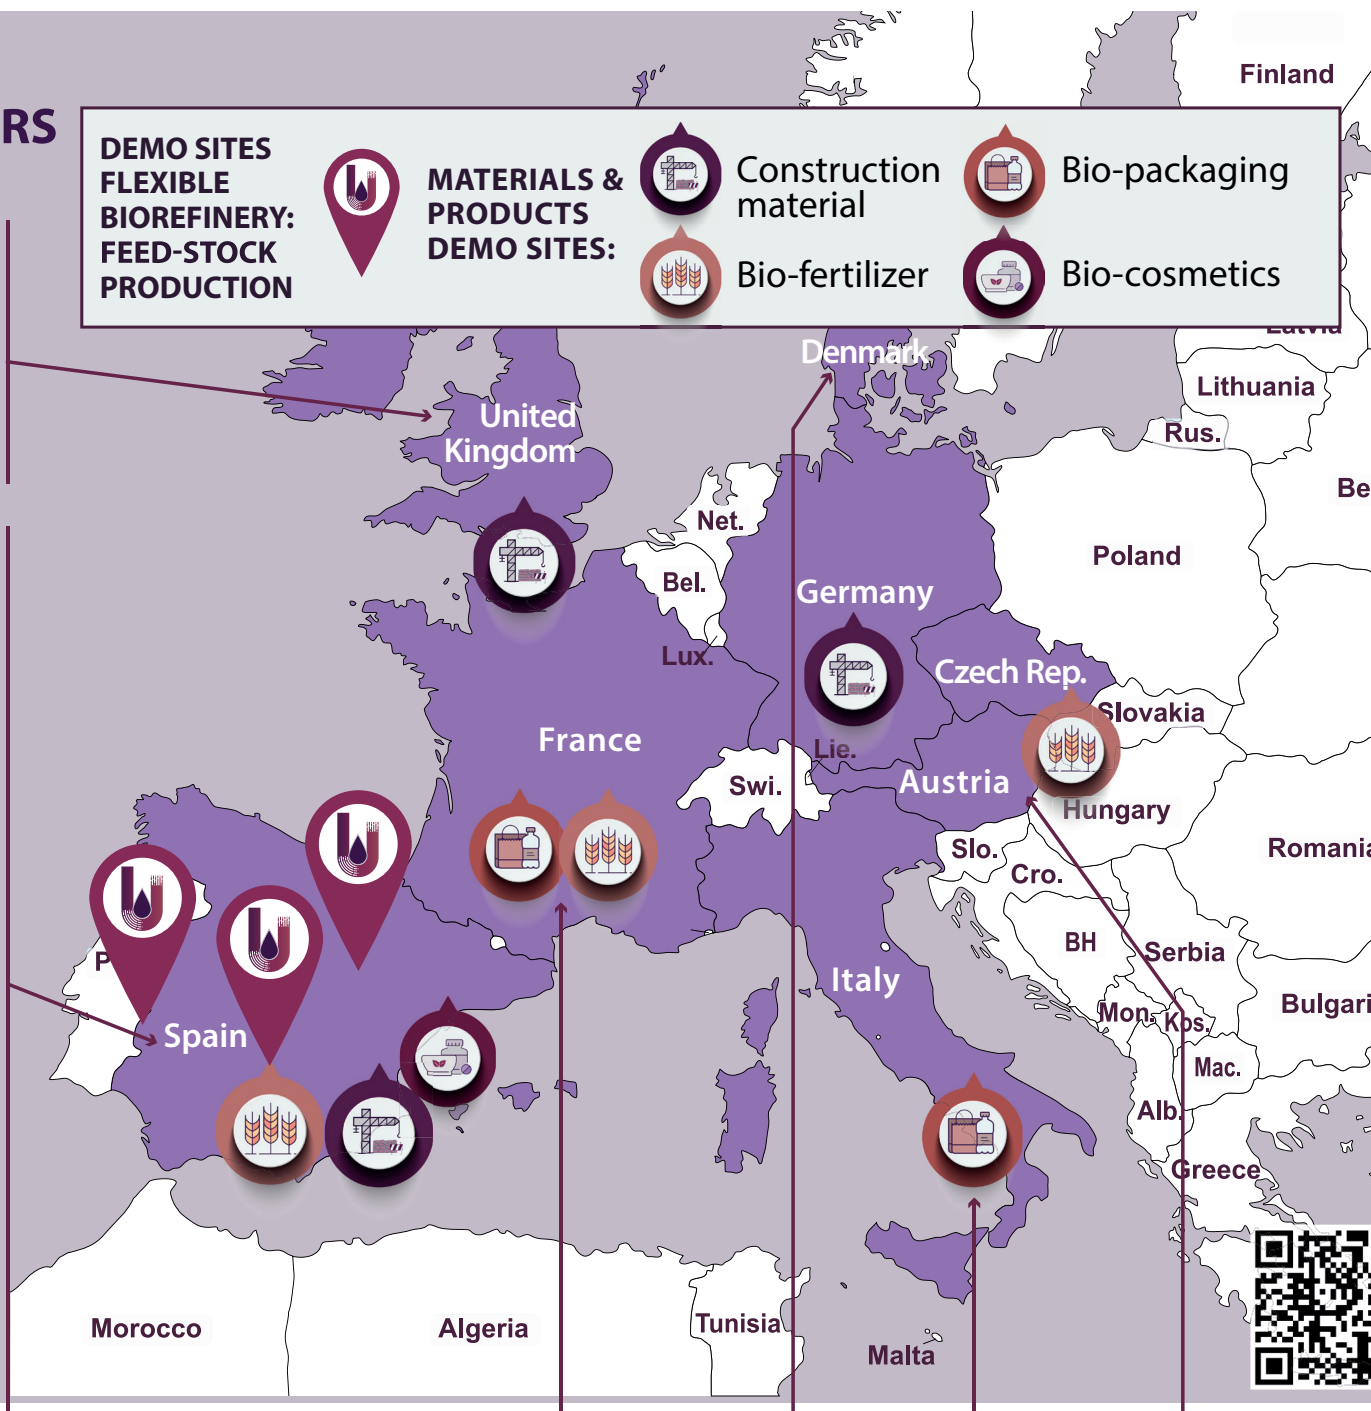 RS
DEMO SITES
FLEXIBLE
BIOREFINERY:
FEED-STOCK
PRODUCTION
MATERIALS &
PRODUCTS
DEMO SITES:
Construction
material
Bio-packaging
Bio-fertilizer
Bio-cosmetics
Finland
Latvia
Denmark
Lithuania
Rus.
United
Kingdom
Be
Net.
Poland
Bel.
Germany
Lux.
Czech Rep.
Slovakia
France
Lie.
Swi.
Austria
Hungary
Slo.
Romania
Cro.
BH
Serbia
P
Italy
Bulgari
Mon.
Kos.
Spain
Mac.
Alb.
Greece
Morocco
Algeria
Tunisia
Malta